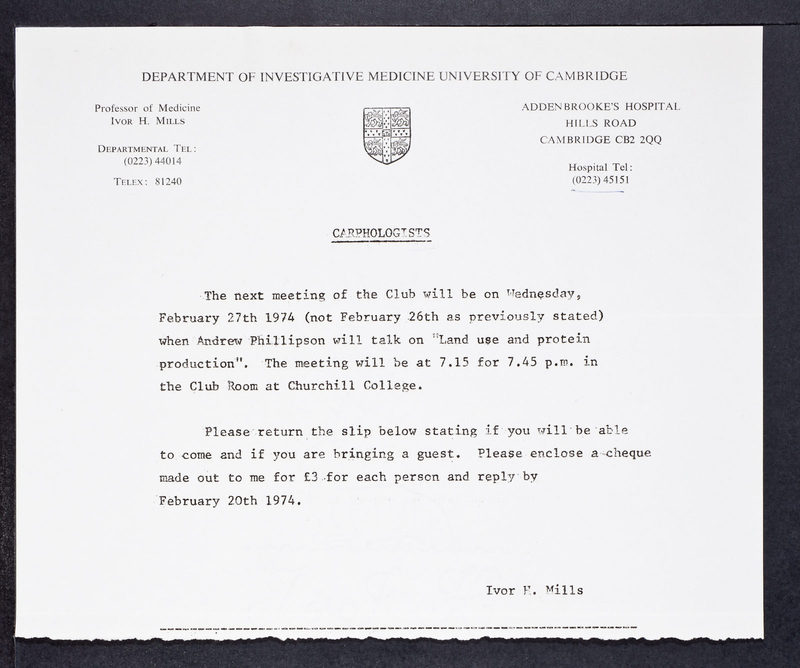 DEPARTMENT OF INVESTIGATIVE MEDICINE UNIVERSITY OF CAMBRIDGE
Professor of Medicine
IVOR H. MILLS
DEPARTMENTAL TEL:
(0223) 44014
TELEX: 81240
ADDENBROOKE'S HOSPITAL
HILLS ROAD
CAMBRIDGE CB2 2QQ
Hospital Tel:
(0223) 45151
CARPHOLOGISTS
The next meeting of the Club will be on Wednesday,
February 27th 1974 (not February 26th as previously stated)
when Andrew Phillipson will talk on "Land use and protein
production". The meeting will be at 7.15 for 7.45 p.m. in
the Club Room at Churchill College.
Please return the slip below stating if you will be able
to come and if you are bringing a guest. Please enclose a cheque
made out to me for £3 for each person and reply by
February 20th 1974.
Ivor H. Mills